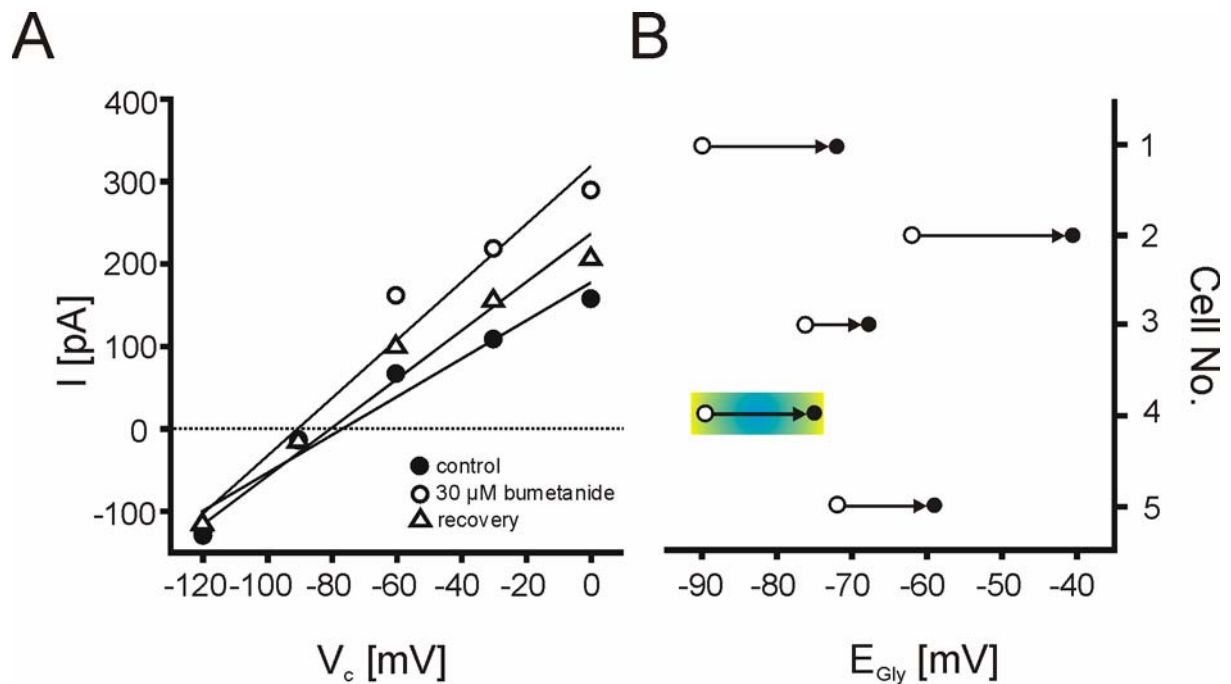 A
B
400
300
200
100
0
-100
I [pA]
control
30 µM bumetanide
recovery
-120 -100 -80 -60 -40 -20 0
V_c [mV]
1
2
3
4
5
Cell No.
-90 -80 -70 -60 -50 -40
E_Gly [mV]